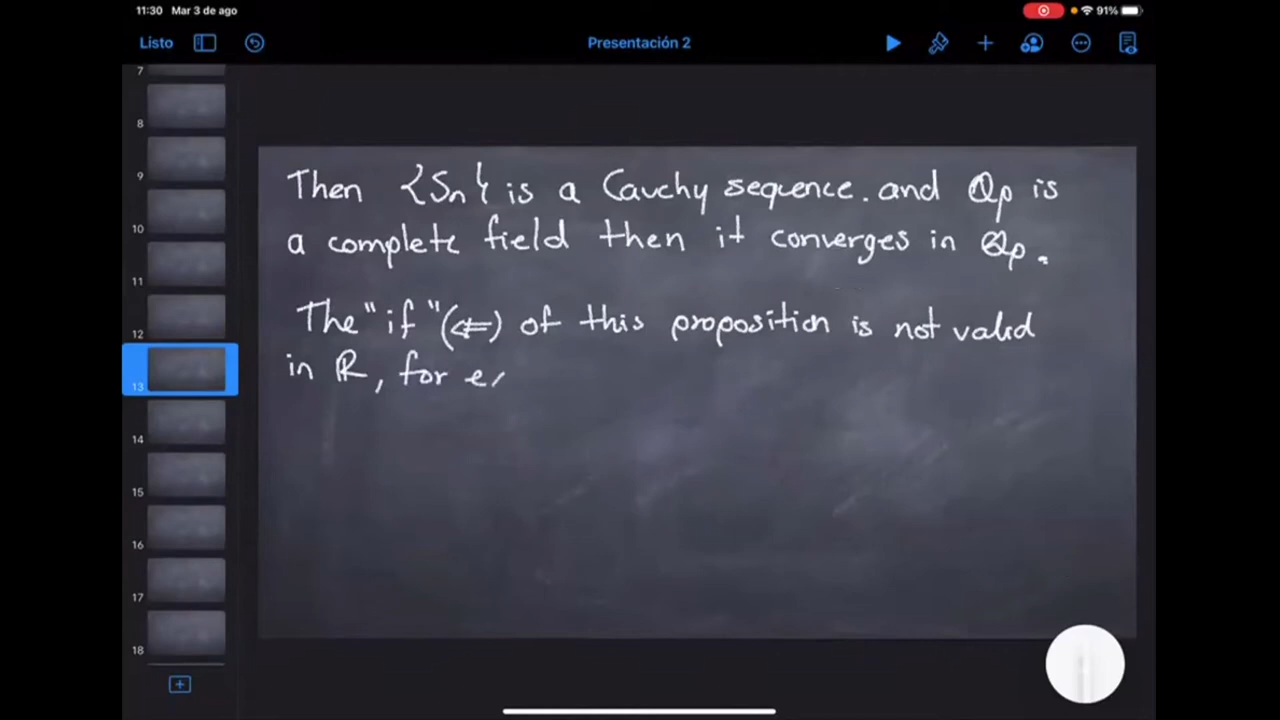 11:30 Mar 3 de ago
91%
Listo
Presentación 2
7
8
9
10
11
12
13
14
15
16
17
18
Then {Sn} is a Cauchy sequence. and Qp is
a complete field then it converges in Qp.
The "if" (⇐) of this proposition is not valid
in ℝ, for e